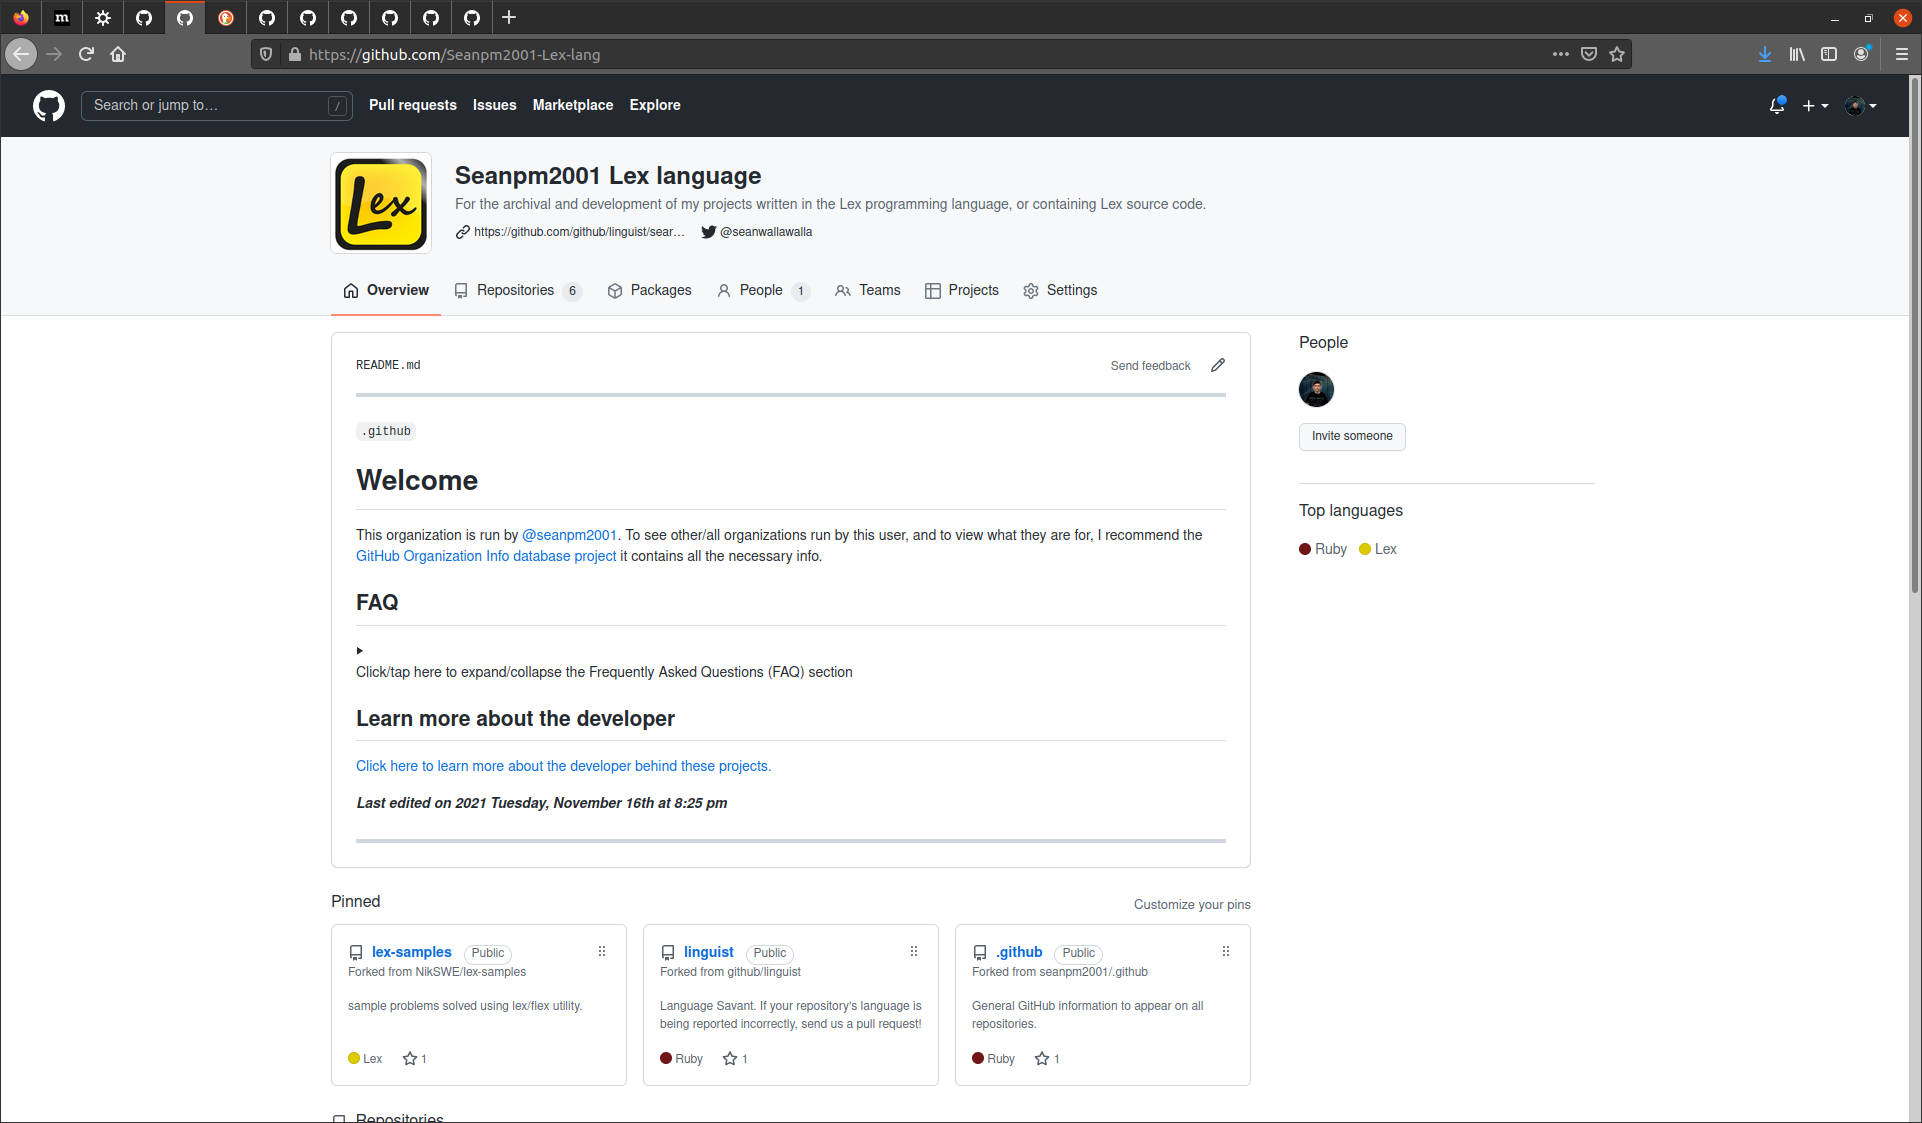 m
https://github.com/Seanpm2001-Lex-lang
Search or jump to…
/
Pull requests
Issues
Marketplace
Explore
Lex
Seanpm2001 Lex language
For the archival and development of my projects written in the Lex programming language, or containing Lex source code.
https://github.com/github/linguist/sear…
@seanwallawalla
Overview
Repositories 6
Packages
People 1
Teams
Projects
Settings
README.md
Send feedback
.github
Welcome
This organization is run by @seanpm2001. To see other/all organizations run by this user, and to view what they are for, I recommend the
GitHub Organization Info database project it contains all the necessary info.
FAQ
Click/tap here to expand/collapse the Frequently Asked Questions (FAQ) section
Learn more about the developer
Click here to learn more about the developer behind these projects.
Last edited on 2021 Tuesday, November 16th at 8:25 pm
People
Invite someone
Top languages
Ruby Lex
Pinned
Customize your pins
lex-samples Public
Forked from NikSWE/lex-samples
sample problems solved using lex/flex utility.
Lex 1
linguist Public
Forked from github/linguist
Language Savant. If your repository's language is
being reported incorrectly, send us a pull request!
Ruby 1
.github Public
Forked from seanpm2001/.github
General GitHub information to appear on all
repositories.
Ruby 1
Repositories